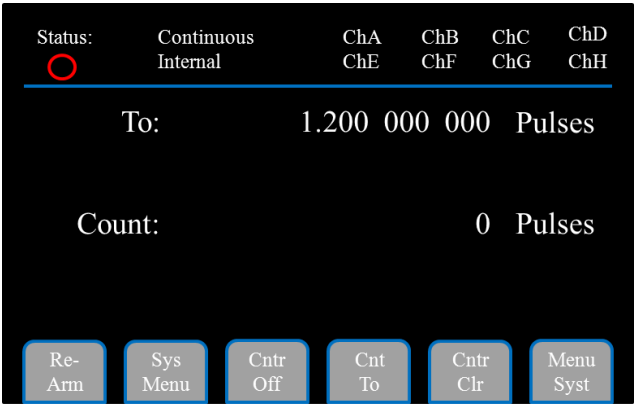 Status: Continuous ChA ChB ChC ChD
Internal ChE ChF ChG ChH
To: 1.200 000 000 Pulses
Count: 0 Pulses
Re- Sys Cntr Cnt Cntr Menu
Arm Menu Off To Clr Syst